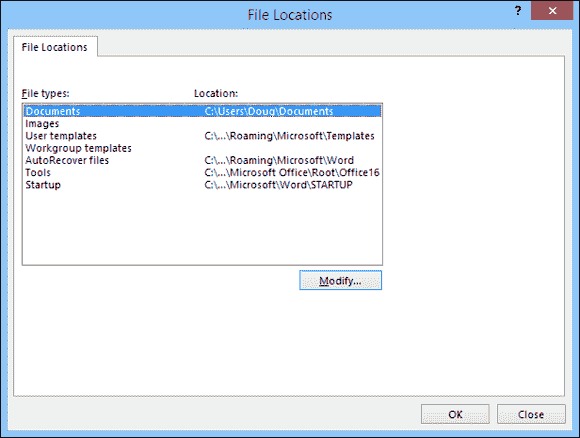 File Locations
?
File Locations
File types: Location:
Documents C:\Users\Doug\Documents
Images
User templates C:\...\Roaming\Microsoft\Templates
Workgroup templates
AutoRecover files C:\...\Roaming\Microsoft\Word
Tools C:\...\Microsoft Office\Root\Office16
Startup C:\...\Microsoft\Word\STARTUP
Modify...
OK Close